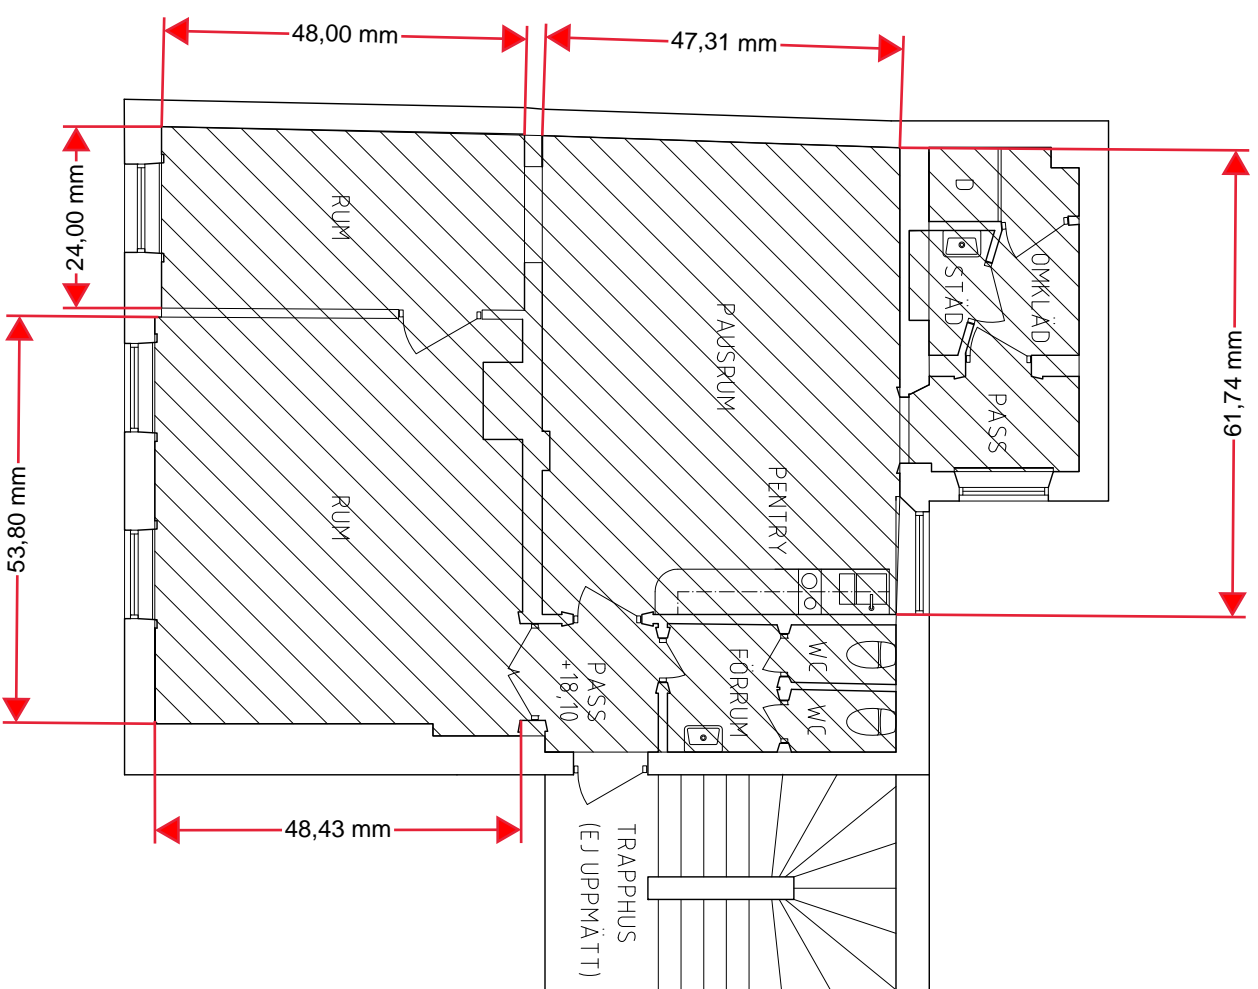 48,00 mm
47,31 mm
24,00 mm
RUM
D
OMKLÄD
STÄD
PAUSRUM
61,74 mm
PASS
53,80 mm
RUM
PENTRY
WC
FÖRRUM
PASS
+18,10
WC
48,43 mm
TRAPPHUS
(EJ UPPMÄTT)